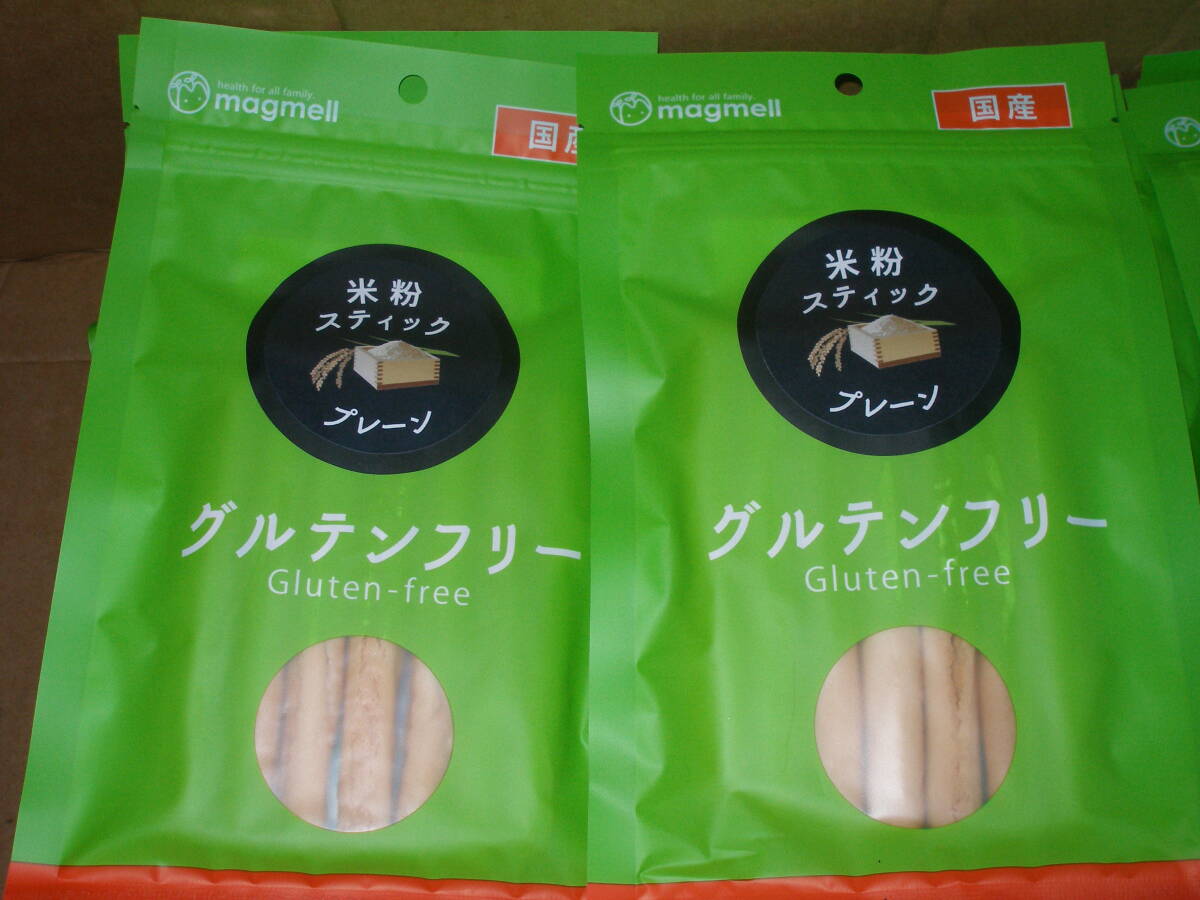 health for all family.
magmell
国産
米粉
スティック
プレーン
グルテンフリー
Gluten-free
health for all family.
magmell
国産
米粉
スティック
プレーン
グルテンフリー
Gluten-free